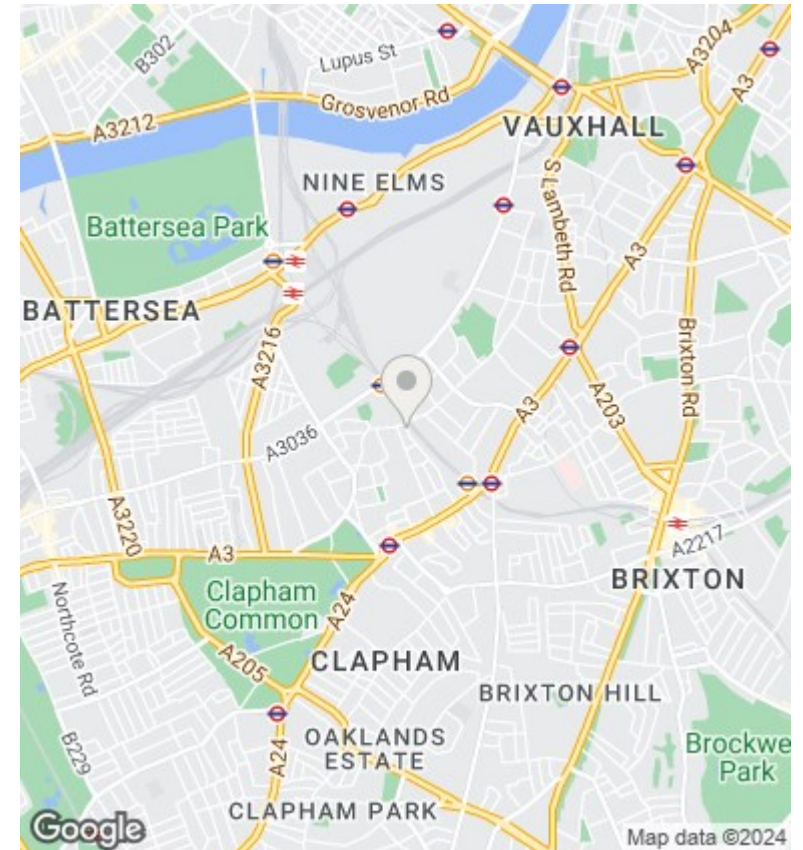 B302
Lupus St
A3204
Grosvenor Rd
A3
A3212
VAUXHALL
NINE ELMS
S Lambeth Rd
Battersea Park
A3
BATTERSEA
A3216
Brixton Rd
A3
A203
A3036
A3220
A3
A2217
Northcote Rd
Clapham
Common
A24
BRIXTON
A205
CLAPHAM
BRIXTON HILL
B229
A24
OAKLANDS
ESTATE
Brockwe
Park
CLAPHAM PARK
Google
Map data ©2024